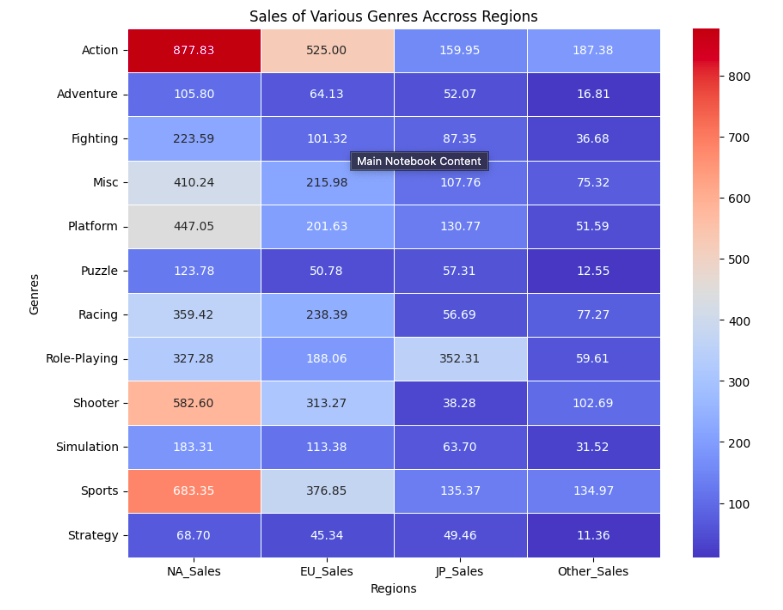 Sales of Various Genres Accross Regions
Action 877.83 525.00 159.95 187.38
Adventure 105.80 64.13 52.07 16.81
Fighting 223.59 101.32 87.35 36.68
Main Notebook Content
Misc 410.24 215.98 107.76 75.32
Platform 447.05 201.63 130.77 51.59
Puzzle 123.78 50.78 57.31 12.55
Racing 359.42 238.39 56.69 77.27
Role-Playing 327.28 188.06 352.31 59.61
Shooter 582.60 313.27 38.28 102.69
Simulation 183.31 113.38 63.70 31.52
Sports 683.35 376.85 135.37 134.97
Strategy 68.70 45.34 49.46 11.36
NA_Sales EU_Sales JP_Sales Other_Sales
Regions
Genres
800
700
600
500
400
300
200
100